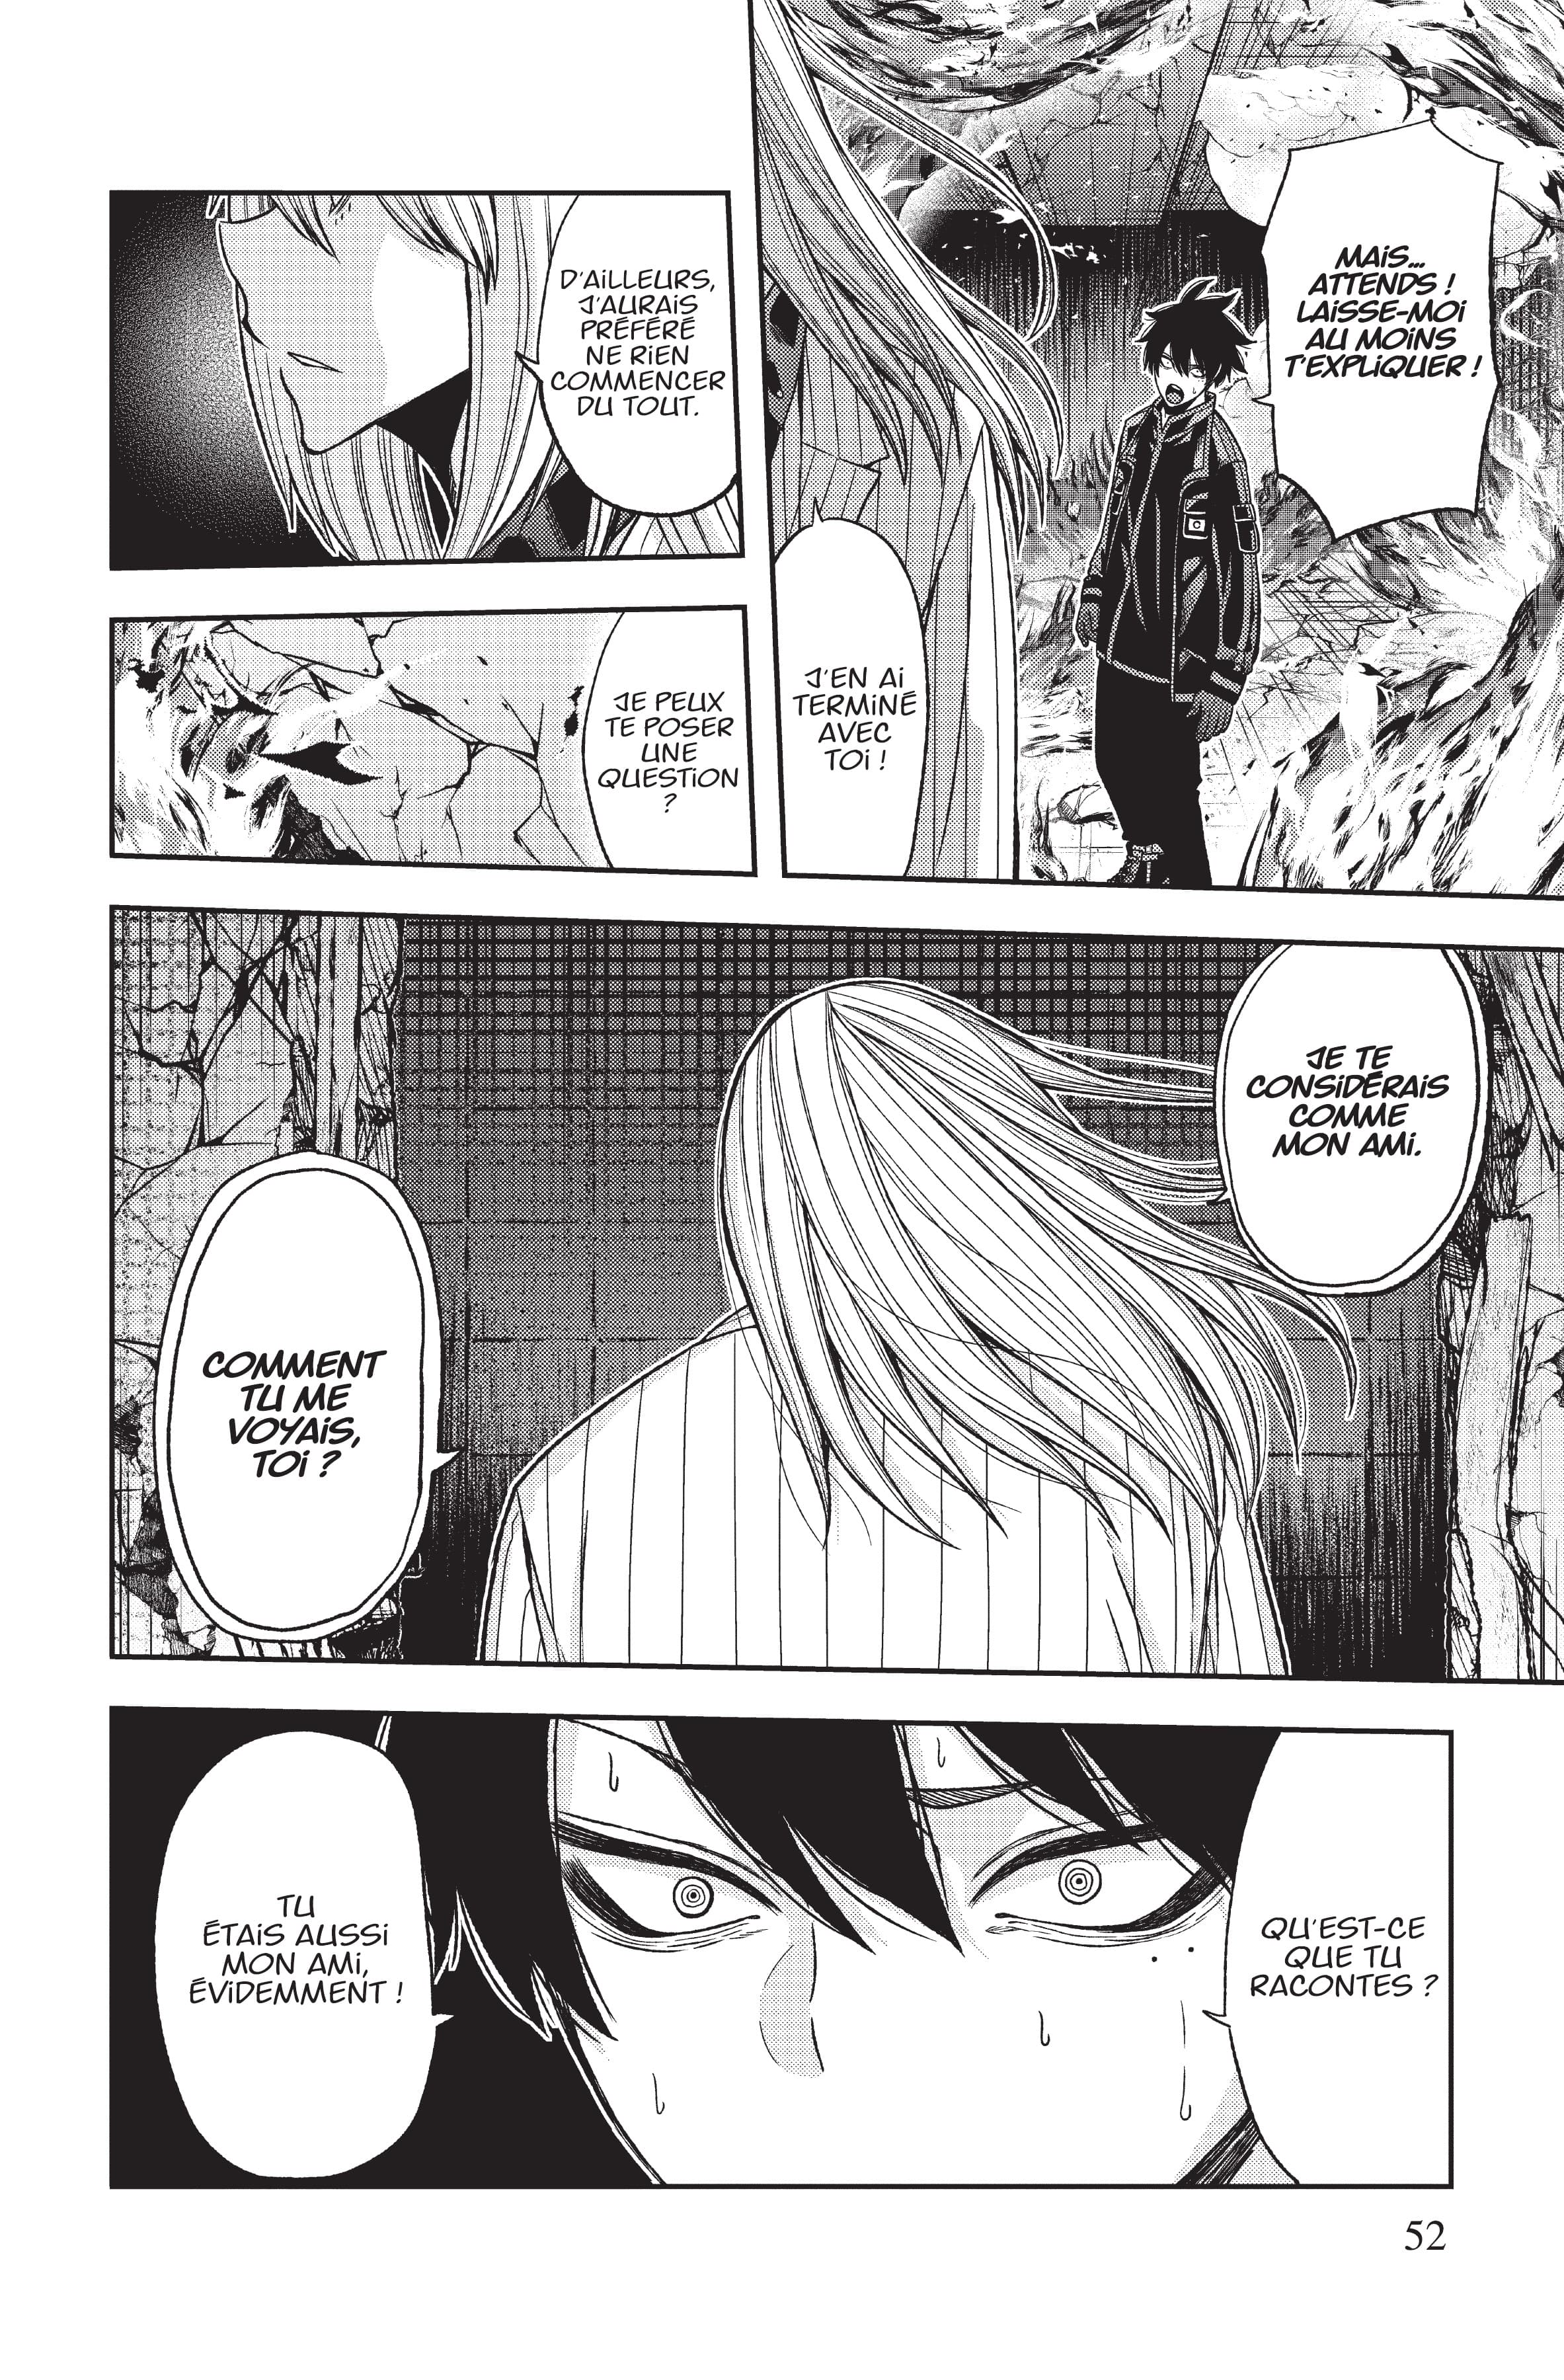 MAIS...
ATTENDS !
LAISSE-MOI
AU MOINS
T'EXPLIQUER !
J'EN AI
TERMINÉ
AVEC
TOI !
D'AILLEURS,
J'AURAIS
PRÉFÉRÉ
NE RIEN
COMMENCER
DU TOUT.
JE PEUX
TE POSER
UNE
QUESTION
?
JE TE
CONSIDÉRAIS
COMME
MON AMI.
COMMENT
TU ME
VOYAIS,
TOI ?
QU'EST-CE
QUE TU
RACONTES ?
TU
ÉTAIS AUSSI
MON AMI,
ÉVIDEMMENT !
52